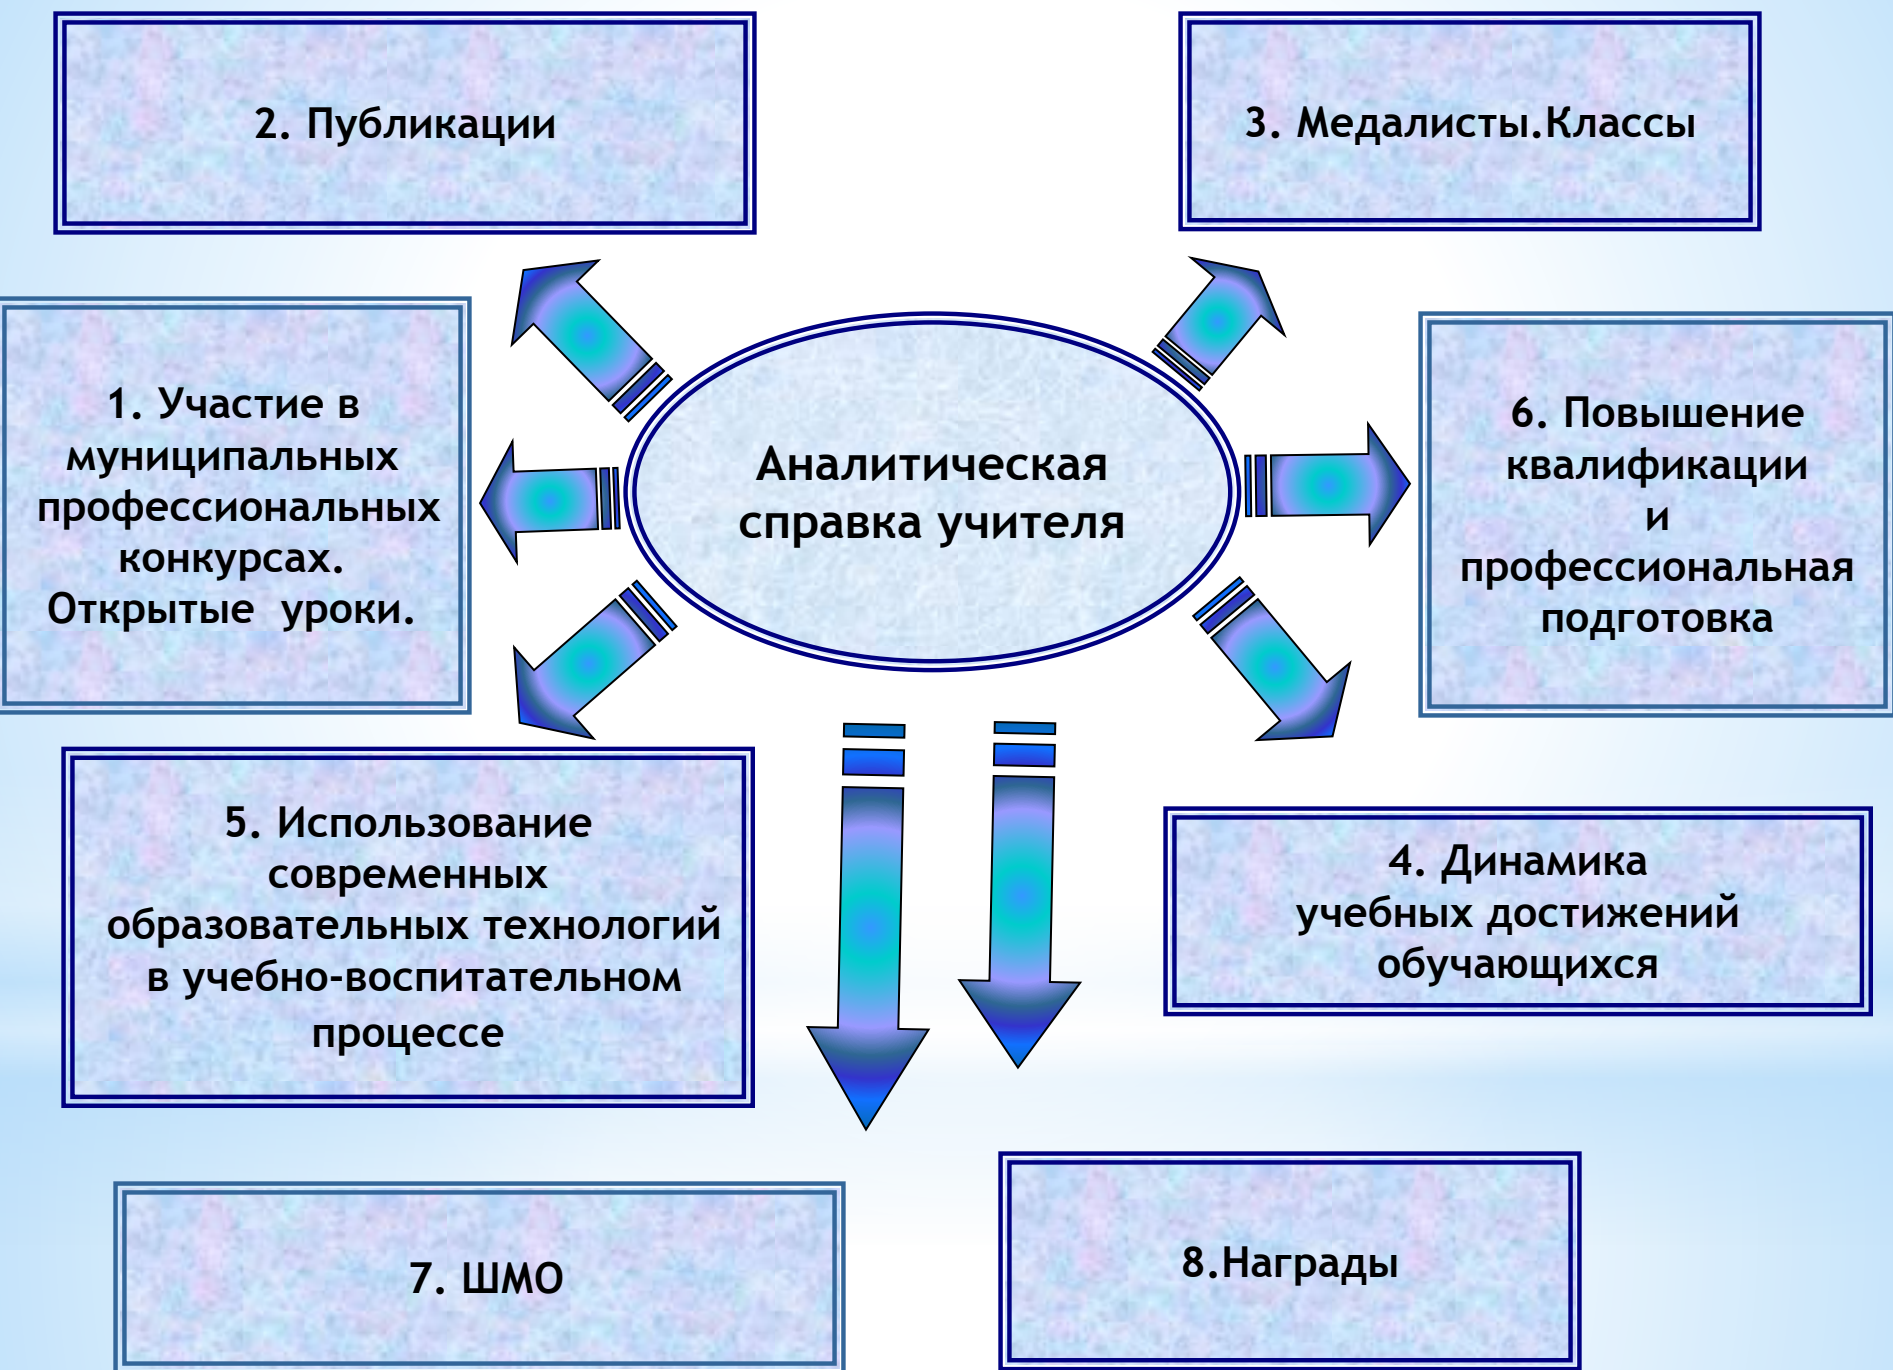 2. Публикации
3. Медалисты.Классы
1. Участие в
муниципальных
профессиональных
конкурсах.
Открытые уроки.
Аналитическая
справка учителя
6. Повышение
квалификации
и
профессиональная
подготовка
5. Использование
современных
образовательных технологий
в учебно-воспитательном
процессе
4. Динамика
учебных достижений
обучающихся
7. ШМО
8.Награды